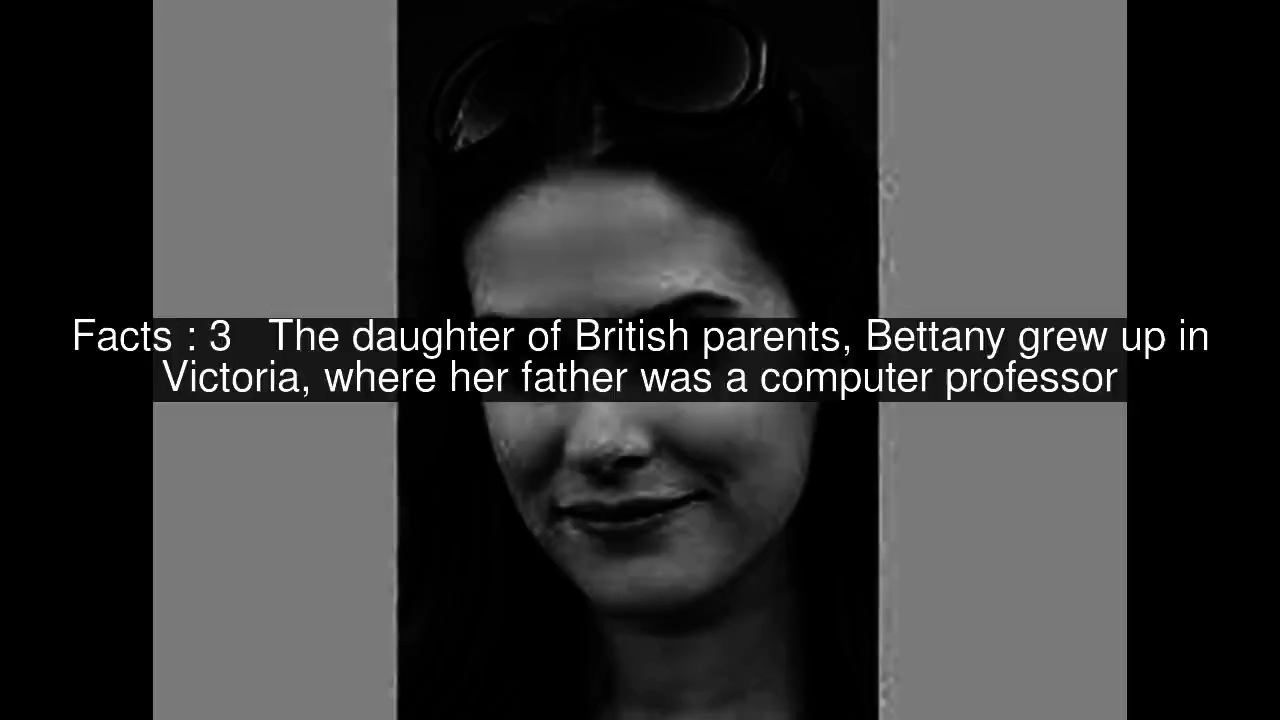 Facts : 3 The daughter of British parents, Bettany grew up in
Victoria, where her father was a computer professor